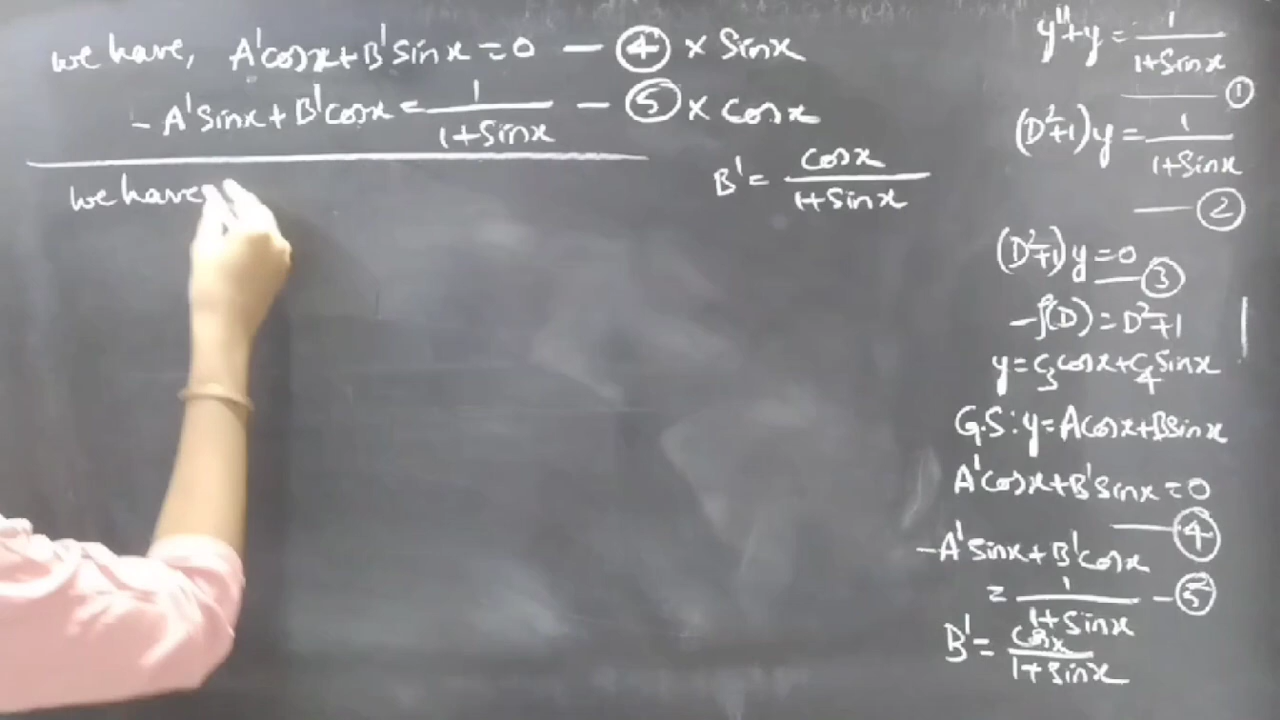 we have, A'cosx+B'sinx=0 — ④ × sinx
-A'sinx+B'cosx= 1/1+sinx — ⑤ × cosx
B' = cosx/1+sinx
we have
y''+y= 1/1+sinx — ①
(D²+1)y = 1/1+sinx — ②
(D²+1)y=0 — ③
f(D)=D²+1
y=C₃cosx+C₄sinx
G.S: y=Acosx+Bsinx
A'cosx+B'sinx=0 — ④
-A'sinx+B'cosx
= 1/1+sinx — ⑤
B'= cosx/1+sinx